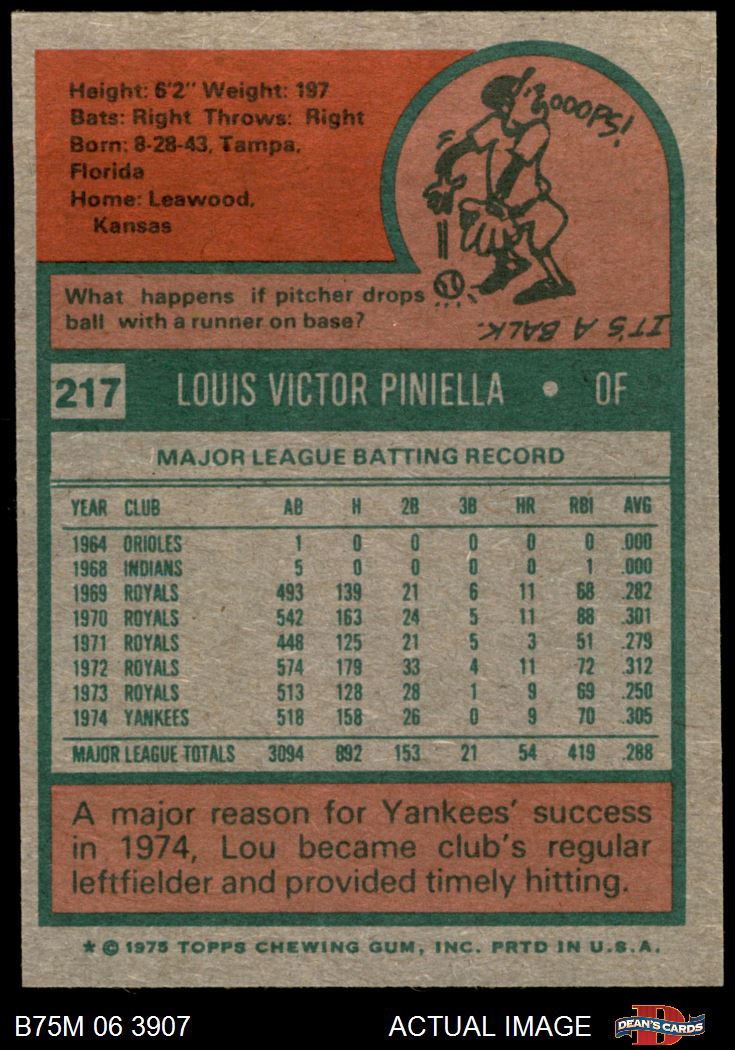 Height: 6'2" Weight: 197
Bats: Right Throws: Right
Born: 8-28-43, Tampa,
Florida
Home: Leawood,
Kansas
OOOPS!
What happens if pitcher drops
ball with a runner on base?
IT'S A BALK.
217 LOUIS VICTOR PINIELLA • OF
MAJOR LEAGUE BATTING RECORD
YEAR CLUB AB H 2B 3B HR RBI AVG
1964 ORIOLES 1 0 0 0 0 0 .000
1968 INDIANS 5 0 0 0 0 1 .000
1969 ROYALS 493 139 21 6 11 68 .282
1970 ROYALS 542 163 24 5 11 88 .301
1971 ROYALS 448 125 21 5 3 51 .279
1972 ROYALS 574 179 33 4 11 72 .312
1973 ROYALS 513 128 28 1 9 69 .250
1974 YANKEES 518 158 26 0 9 70 .305
MAJOR LEAGUE TOTALS 3094 892 153 21 54 419 .288
A major reason for Yankees' success
in 1974, Lou became club's regular
leftfielder and provided timely hitting.
* © 1975 TOPPS CHEWING GUM, INC. PRTD IN U.S.A.
B75M 06 3907 ACTUAL IMAGE D DEAN'S CARDS